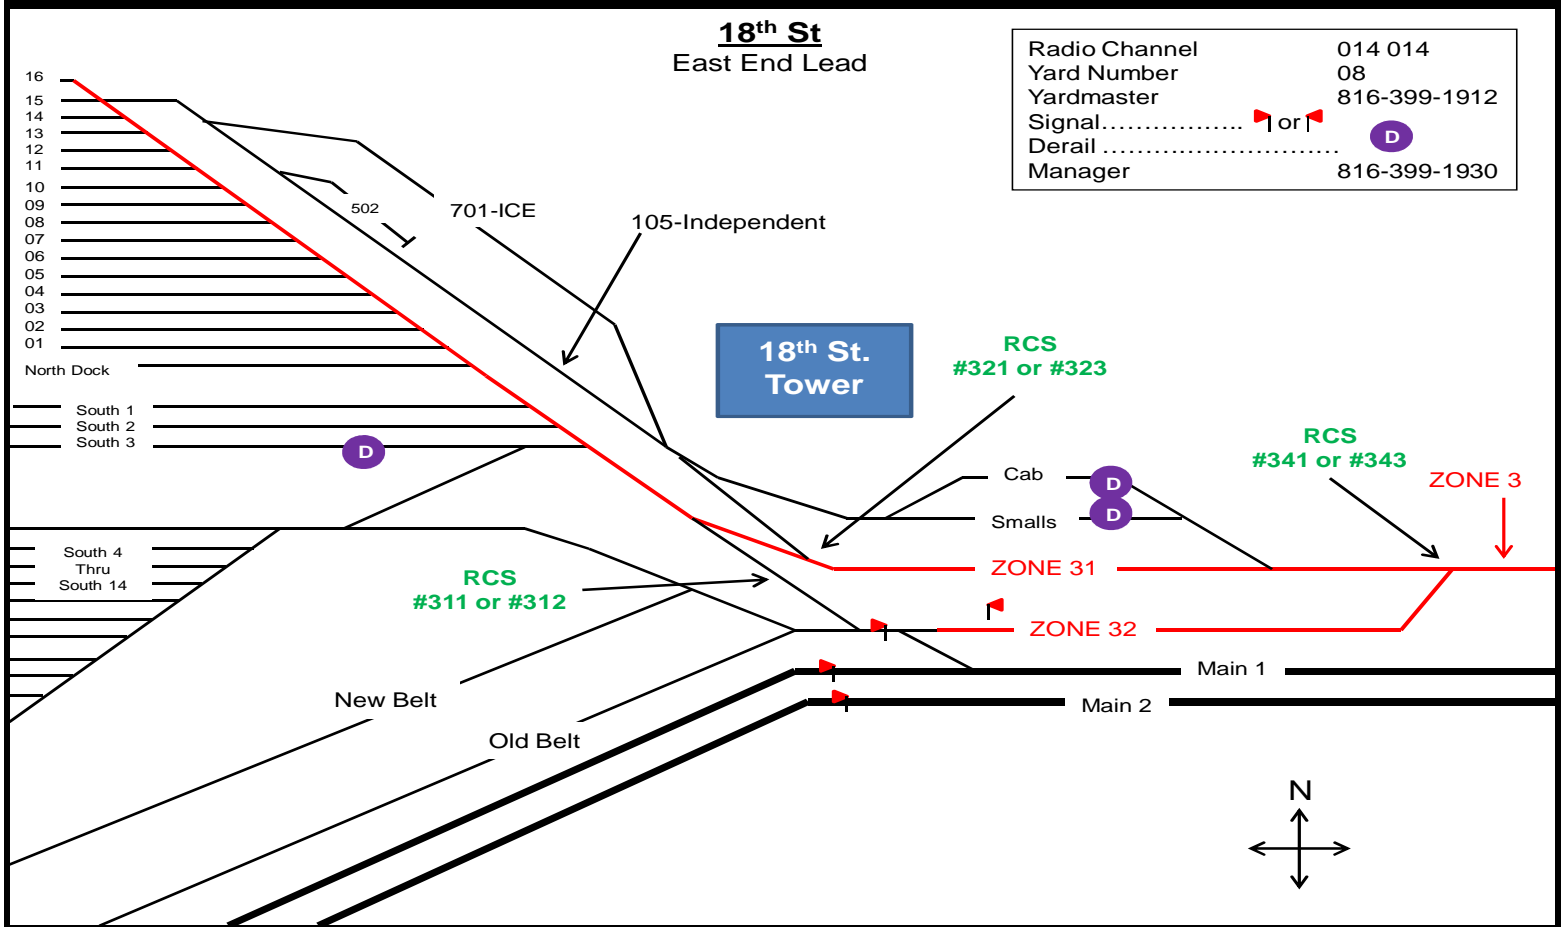 18th St
East End Lead
Radio Channel 014 014
Yard Number 08
Yardmaster 816-399-1912
Signal................. or
Derail ............................
D
Manager 816-399-1930
16
15
14
13
12
11
10
09
08
07
06
05
04
03
02
01
North Dock
South 1
South 2
South 3
D
502
701-ICE
105-Independent
18th St.
Tower
RCS
#321 or #323
RCS
#341 or #343
ZONE 3
Cab
D
Smalls
D
South 4
Thru
South 14
RCS
#311 or #312
ZONE 31
ZONE 32
Main 1
Main 2
New Belt
Old Belt
N